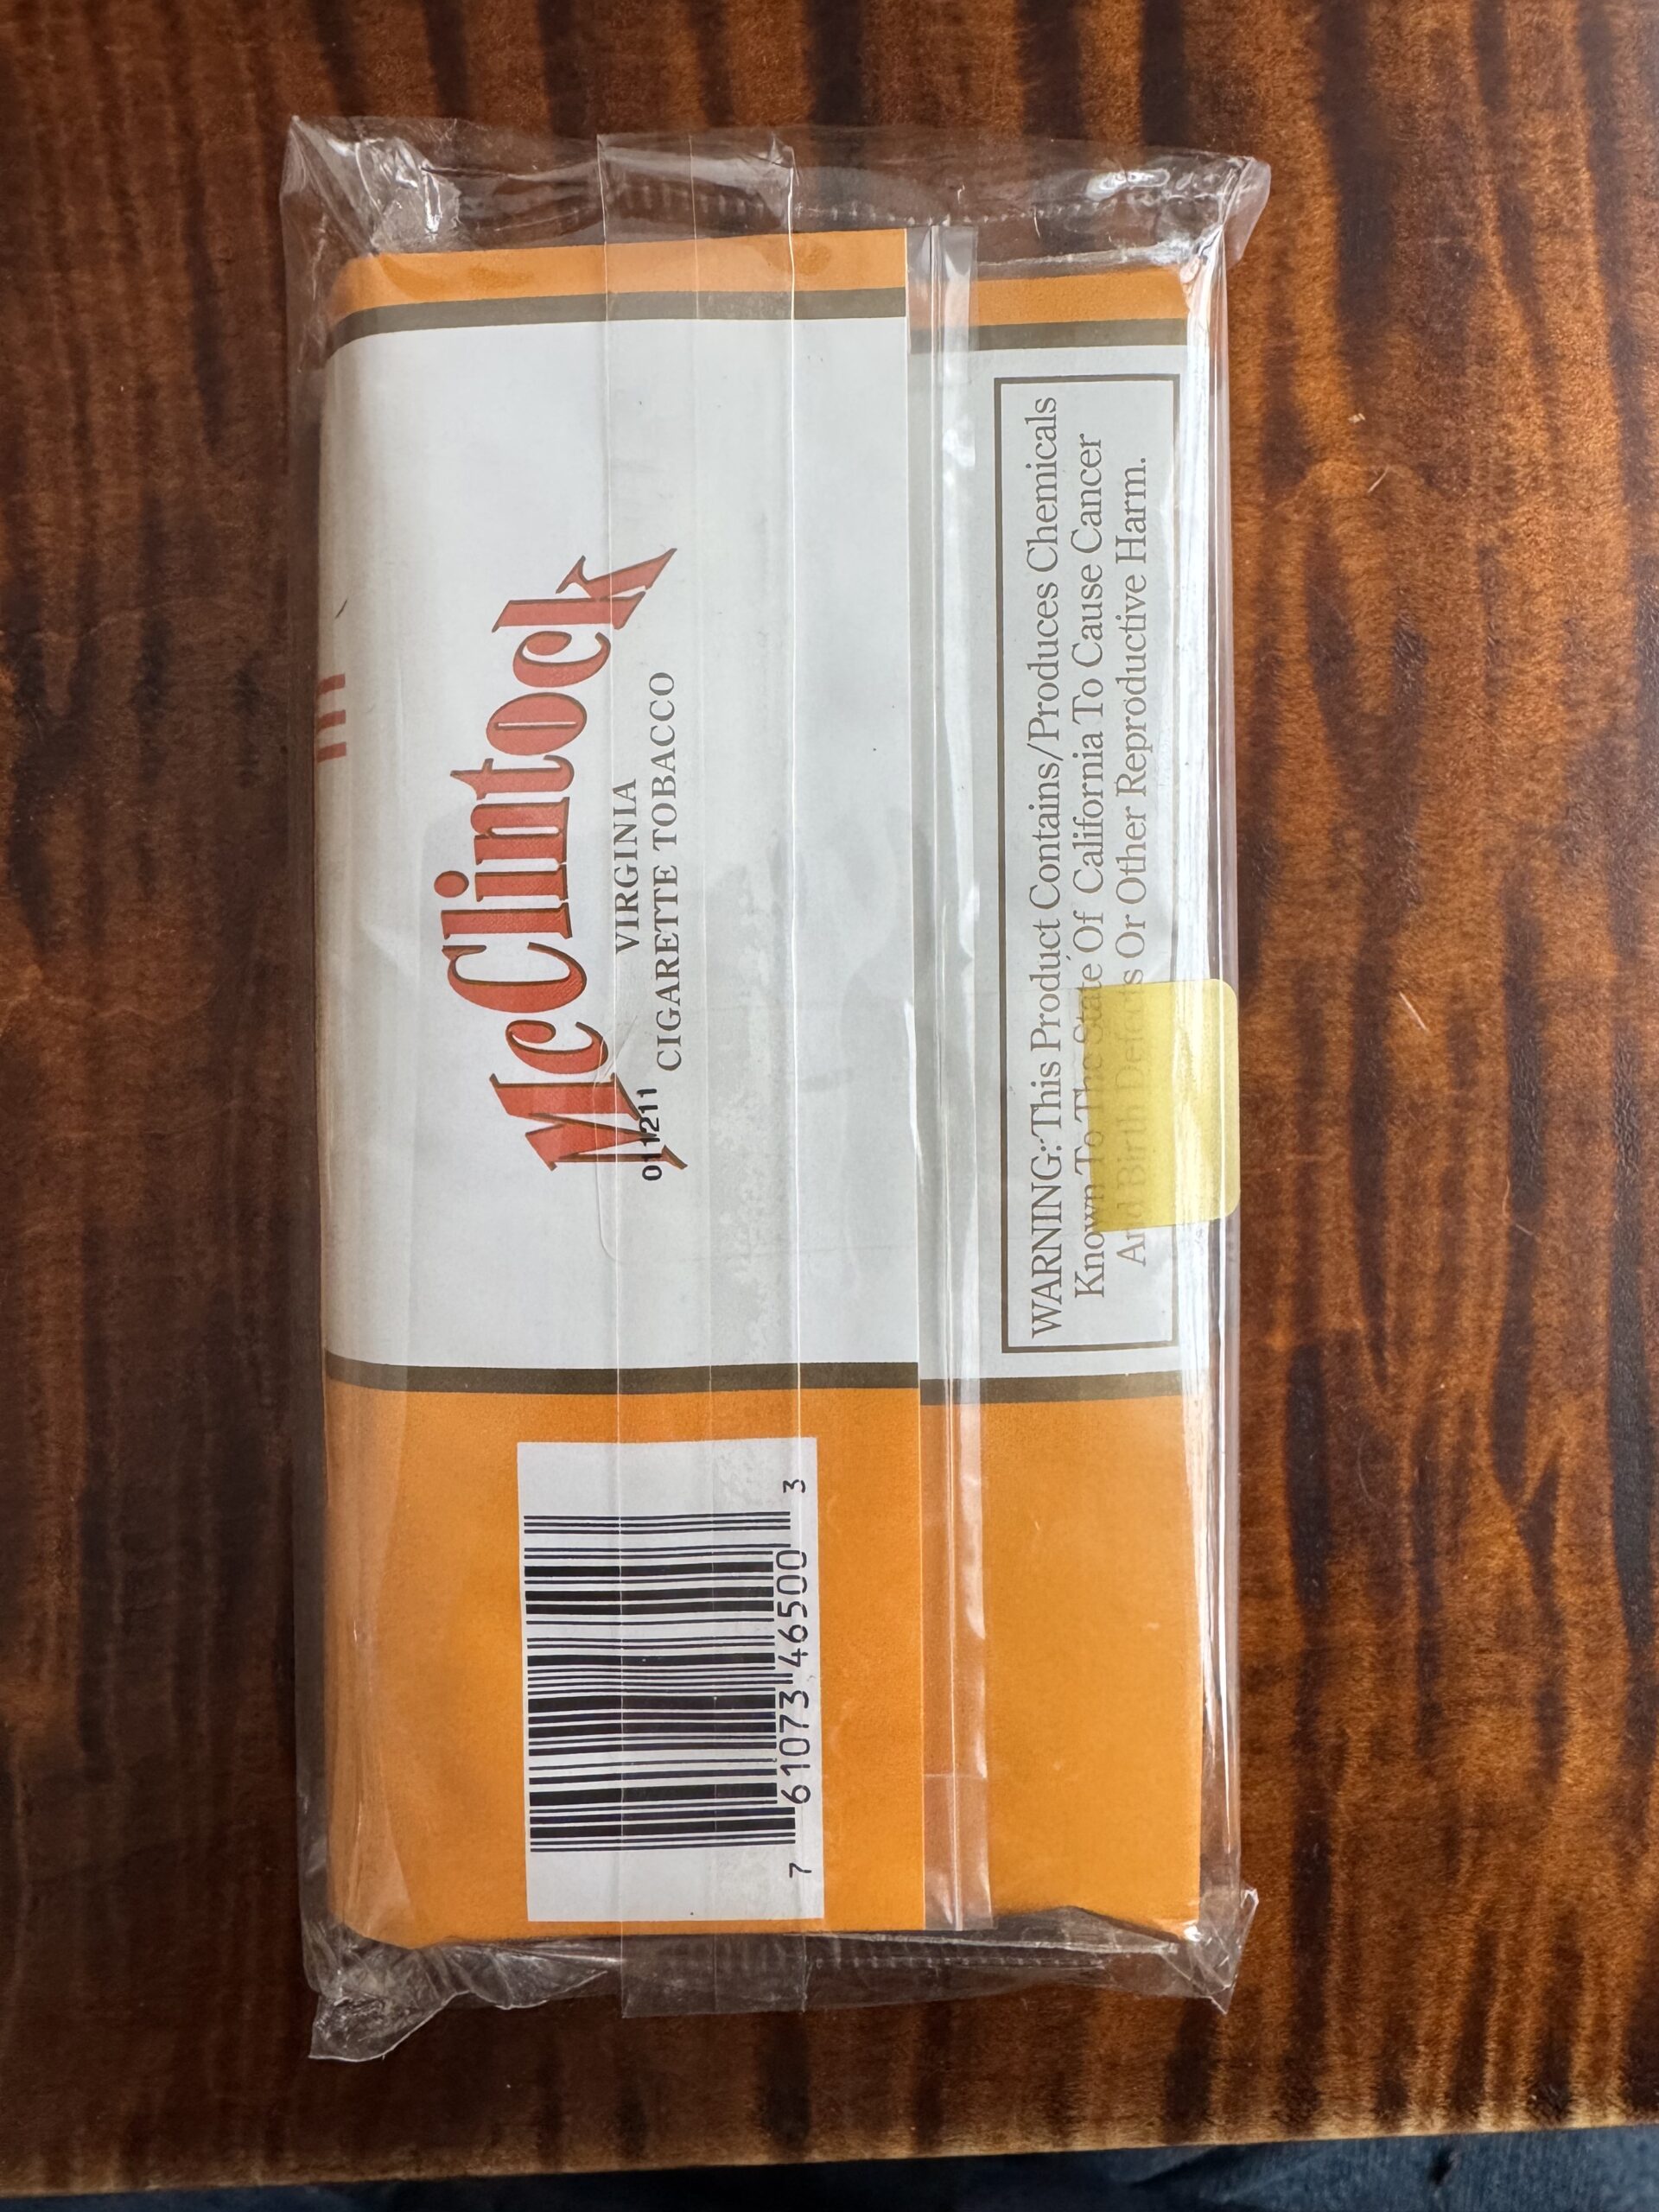 McClintock
VIRGINIA
CIGARETTE TOBACCO
011211
WARNING: This Product Contains/Produces Chemicals
Known To The State Of California To Cause Cancer
And Birth Defects Or Other Reproductive Harm.
7 61073 46500 3